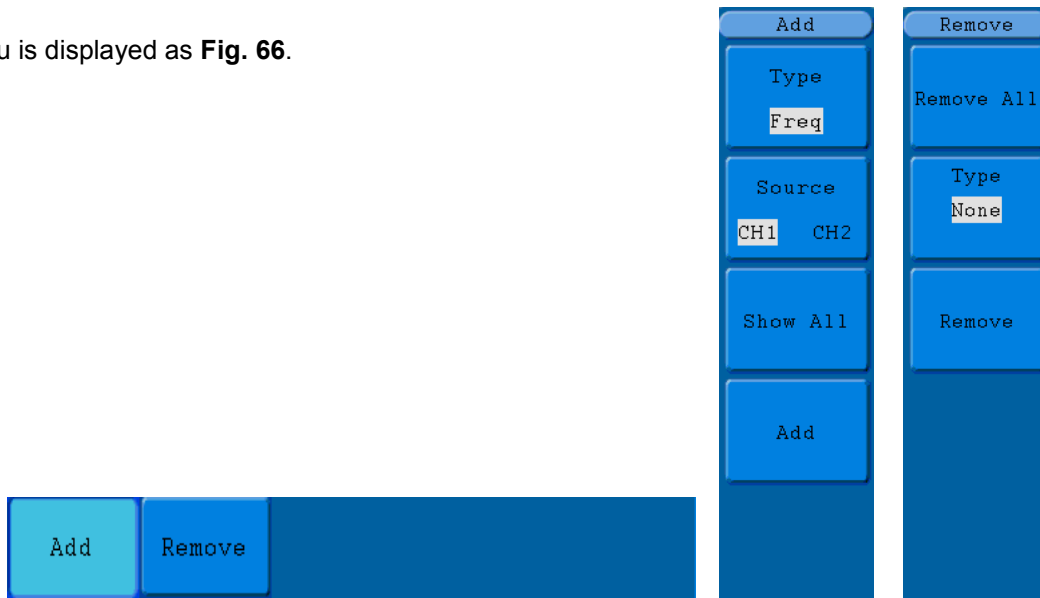 u is displayed as Fig. 66.
Add
Type
Freq
Source
CH1 CH2
Show All
Add
Remove
Remove All
Type
None
Remove
Add Remove